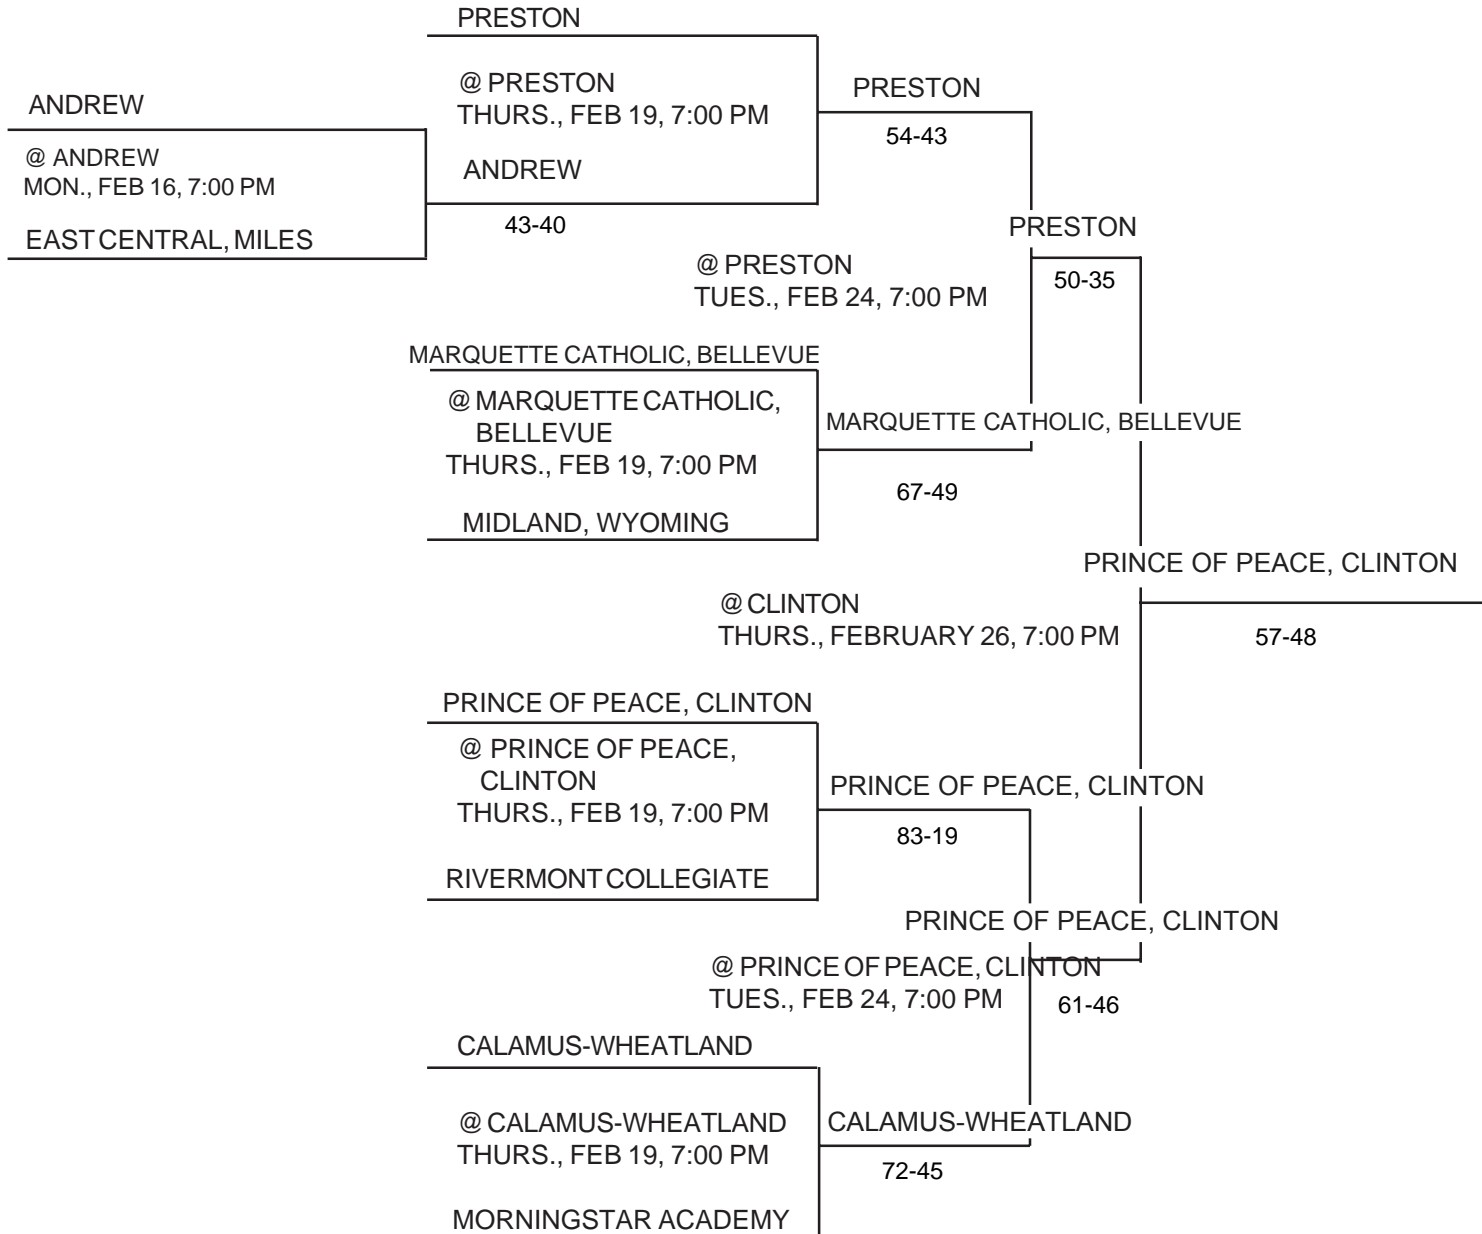 PRESTON
@ PRESTON
THURS., FEB 19, 7:00 PM
PRESTON
54-43
ANDREW
@ ANDREW
MON., FEB 16, 7:00 PM
EAST CENTRAL, MILES
ANDREW
43-40
PRESTON
50-35
@ PRESTON
TUES., FEB 24, 7:00 PM
MARQUETTE CATHOLIC, BELLEVUE
@ MARQUETTE CATHOLIC,
BELLEVUE
THURS., FEB 19, 7:00 PM
MIDLAND, WYOMING
MARQUETTE CATHOLIC, BELLEVUE
67-49
PRINCE OF PEACE, CLINTON
57-48
@ CLINTON
THURS., FEBRUARY 26, 7:00 PM
PRINCE OF PEACE, CLINTON
@ PRINCE OF PEACE,
CLINTON
THURS., FEB 19, 7:00 PM
RIVERMONT COLLEGIATE
PRINCE OF PEACE, CLINTON
83-19
PRINCE OF PEACE, CLINTON
61-46
@ PRINCE OF PEACE, CLINTON
TUES., FEB 24, 7:00 PM
CALAMUS-WHEATLAND
@ CALAMUS-WHEATLAND
THURS., FEB 19, 7:00 PM
MORNINGSTAR ACADEMY
CALAMUS-WHEATLAND
72-45